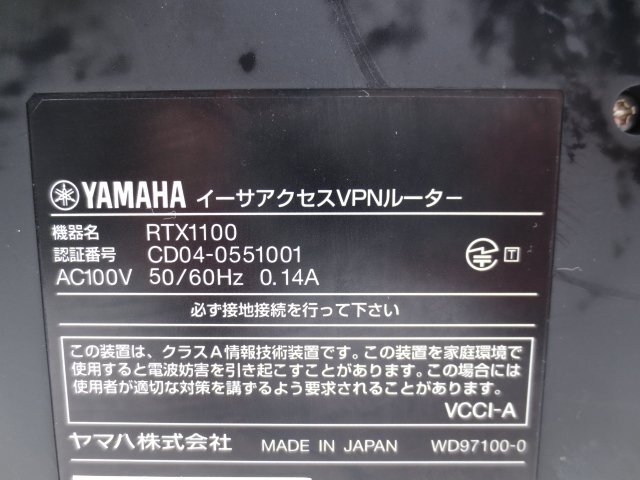 YAMAHA イーサアクセスVPNルーター
機器名 RTX1100
認証番号 CD04-0551001
T
AC100V 50/60Hz 0.14A
必ず接地接続を行って下さい
この装置は、クラスA情報技術装置です。この装置を家庭環境で
使用すると電波妨害を引き起こすことがあります。この場合には
使用者が適切な対策を講ずるよう要求されることがあります。
VCCI-A
ヤマハ株式会社 MADE IN JAPAN WD97100-0